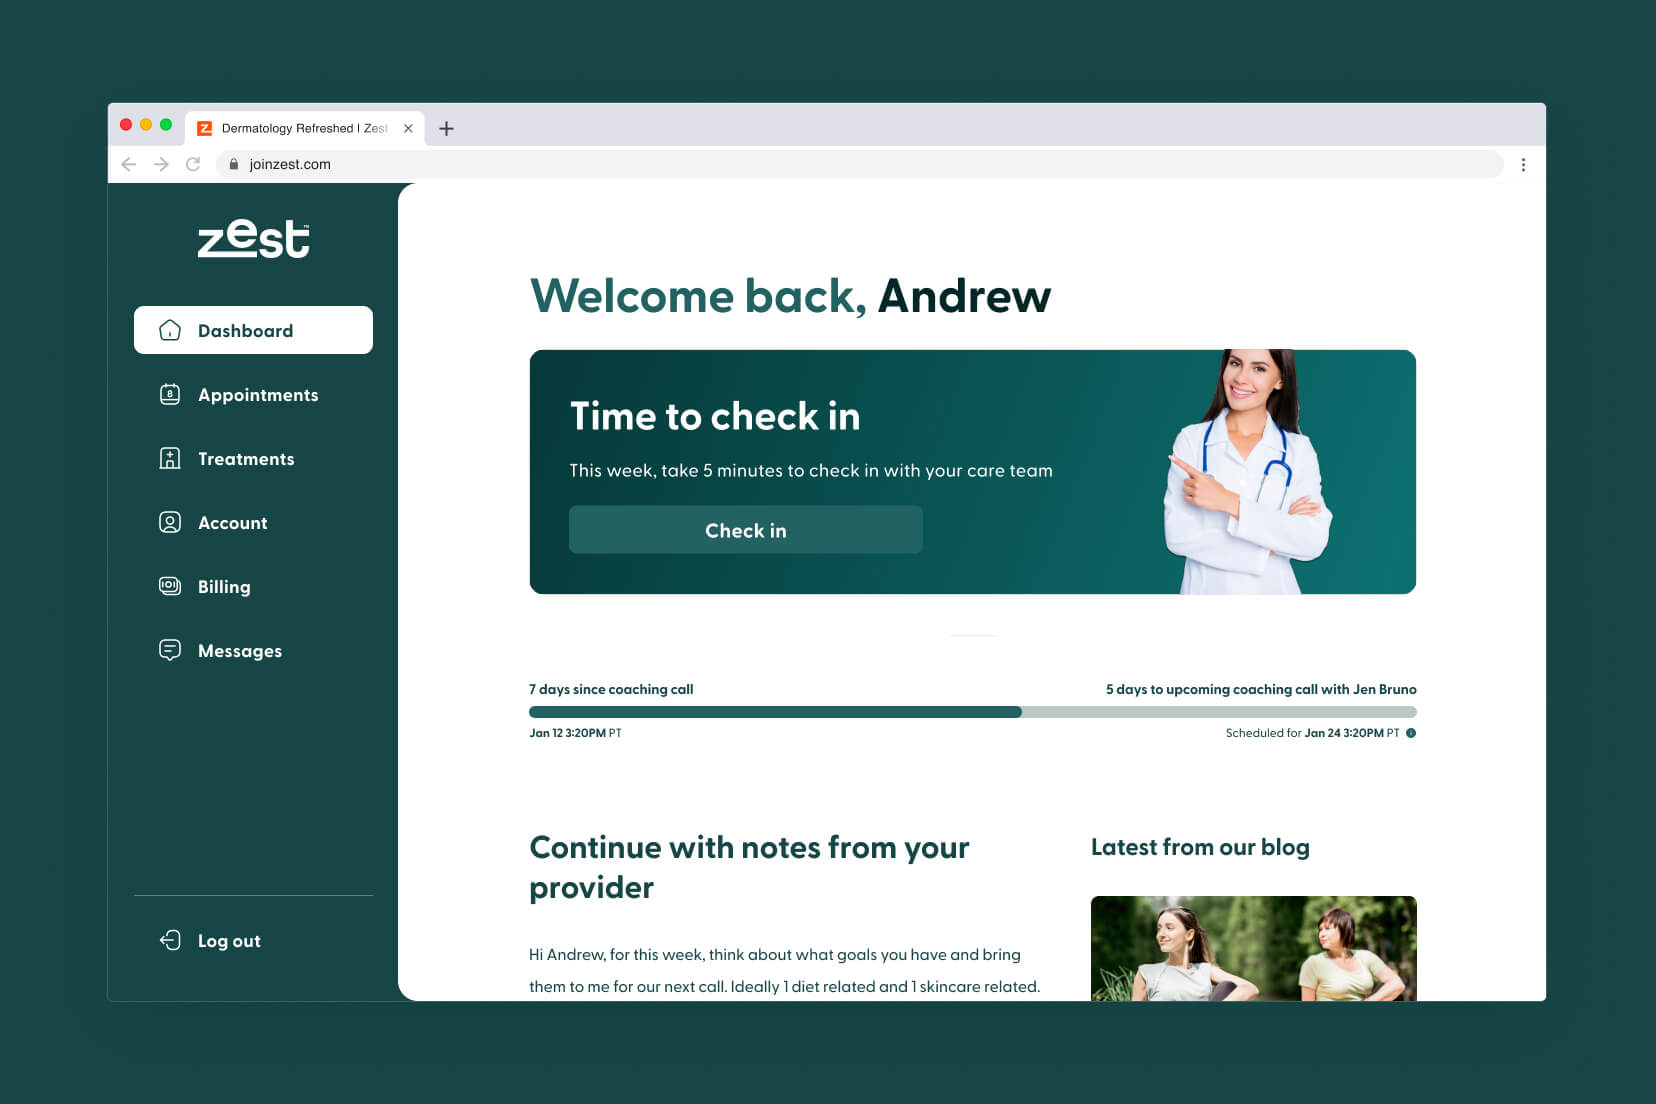 Dermatology Refreshed | Zest
joinzest.com
zest™
Dashboard
8
Appointments
Treatments
Account
Billing
Messages
Log out
Welcome back, Andrew
Time to check in
This week, take 5 minutes to check in with your care team
Check in
7 days since coaching call
5 days to upcoming coaching call with Jen Bruno
Jan 12 3:20PM PT
Scheduled for Jan 24 3:20PM PT
Continue with notes from your
provider
Hi Andrew, for this week, think about what goals you have and bring
them to me for our next call. Ideally 1 diet related and 1 skincare related.
Latest from our blog